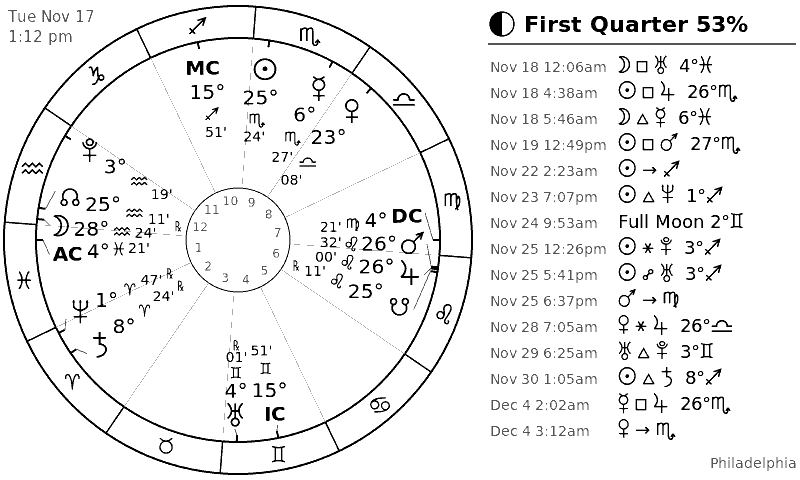 Tue Nov 17
1:12 pm
♐
♏
♎
♍
♌
♋
♊
♉
♈
♓
♒
♑
MC
15°
♐
51'
☉
25°
♏
24'
☿
6°
♏
27'
♀
23°
♎
08'
♇ 3° ♒ 19'
☊ 25° ♒ 11' ℞
☽ 28° ♒ 24'
AC 4° ♓ 21'
♆ 1° ♈ 47' ℞
♄ 8° ♈ 24' ℞
21' ♍ 4° DC
32' ♌ 26° ♂
00' ♌ 26° ♃
℞ 11' ♌ 25° ☋
℞
01' 51'
♊ ♊
4° 15°
♅ IC
10 9
11 8
12 7
1 6
2 5
3 4
First Quarter 53%
Nov 18 12:06am ☽ □ ♅ 4°♓
Nov 18 4:38am ☉ □ ♃ 26°♏
Nov 18 5:46am ☽ △ ☿ 6°♓
Nov 19 12:49pm ☉ □ ♂ 27°♏
Nov 22 2:23am ☉ → ♐
Nov 23 7:07pm ☉ △ ♆ 1°♐
Nov 24 9:53am Full Moon 2°♊
Nov 25 12:26pm ☉ ⚹ ♇ 3°♐
Nov 25 5:41pm ☉ ☍ ♅ 3°♐
Nov 25 6:37pm ♂ → ♍
Nov 28 7:05am ♀ ⚹ ♃ 26°♎
Nov 29 6:25am ♅ △ ♇ 3°♊
Nov 30 1:05am ☉ △ ♄ 8°♐
Dec 4 2:02am ☿ □ ♃ 26°♏
Dec 4 3:12am ♀ → ♏
Philadelphia